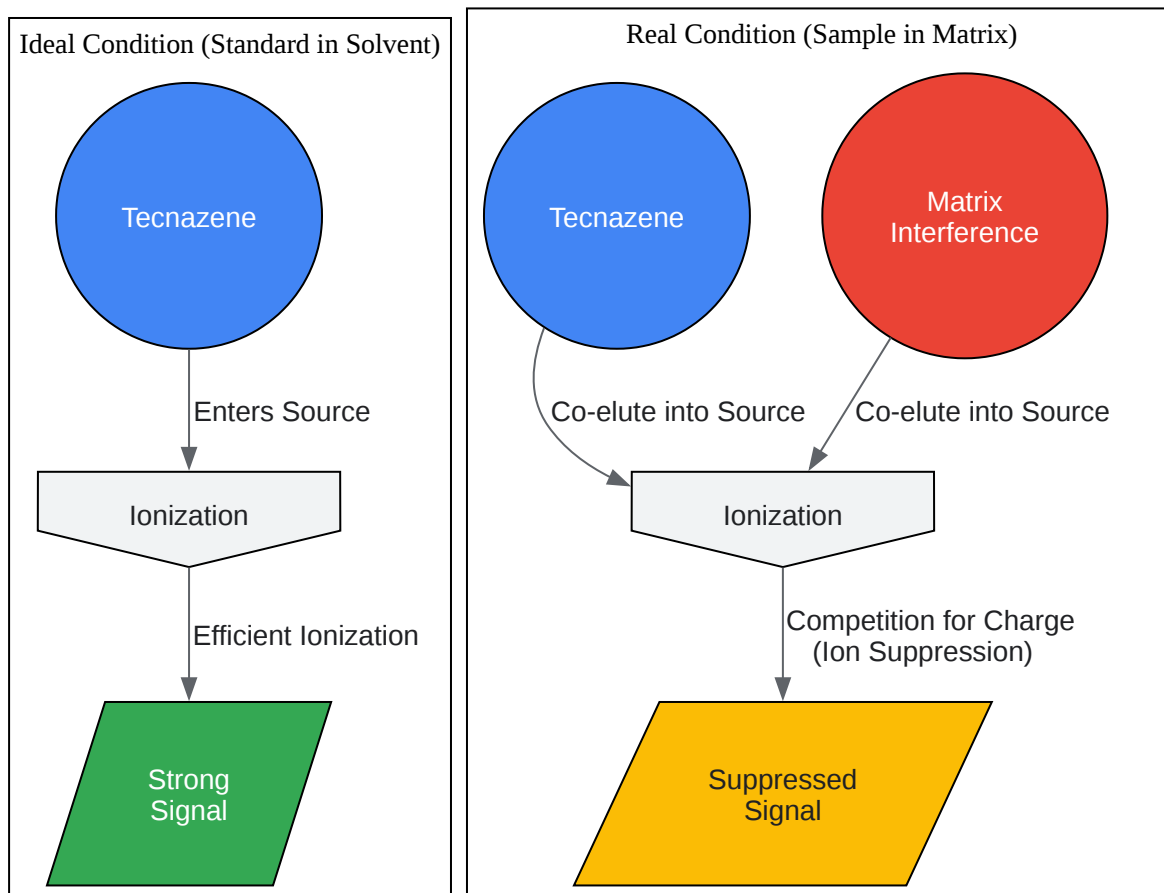 Ideal Condition (Standard in Solvent)
Tecnazene
Enters Source
Ionization
Efficient Ionization
Strong
Signal
Real Condition (Sample in Matrix)
Tecnazene
Matrix
Interference
Co-elute into Source
Co-elute into Source
Ionization
Competition for Charge
(Ion Suppression)
Suppressed
Signal